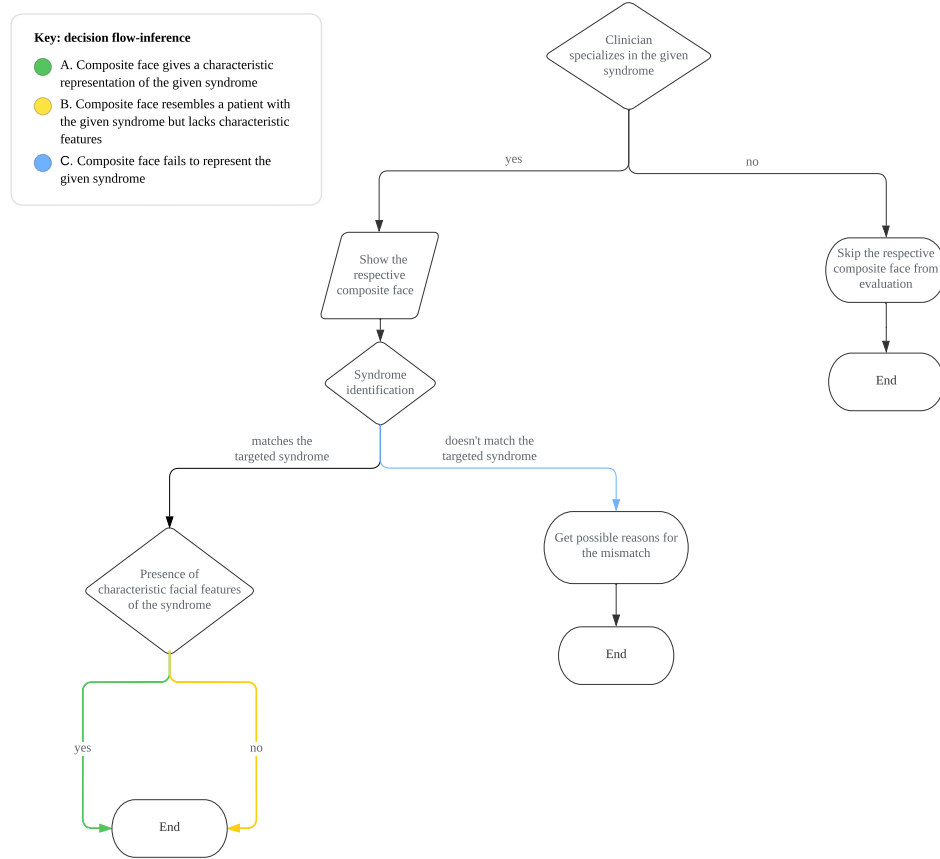 Key: decision flow-inference
A. Composite face gives a characteristic
representation of the given syndrome
B. Composite face resembles a patient with
the given syndrome but lacks characteristic
features
C. Composite face fails to represent the
given syndrome
Clinician
specializes in the given
syndrome
yes
no
Show the
respective
composite face
Skip the respective
composite face from
evaluation
Syndrome
identification
End
matches the
targeted syndrome
doesn't match the
targeted syndrome
Get possible reasons for
the mismatch
Presence of
characteristic facial features
of the syndrome
End
yes
no
End